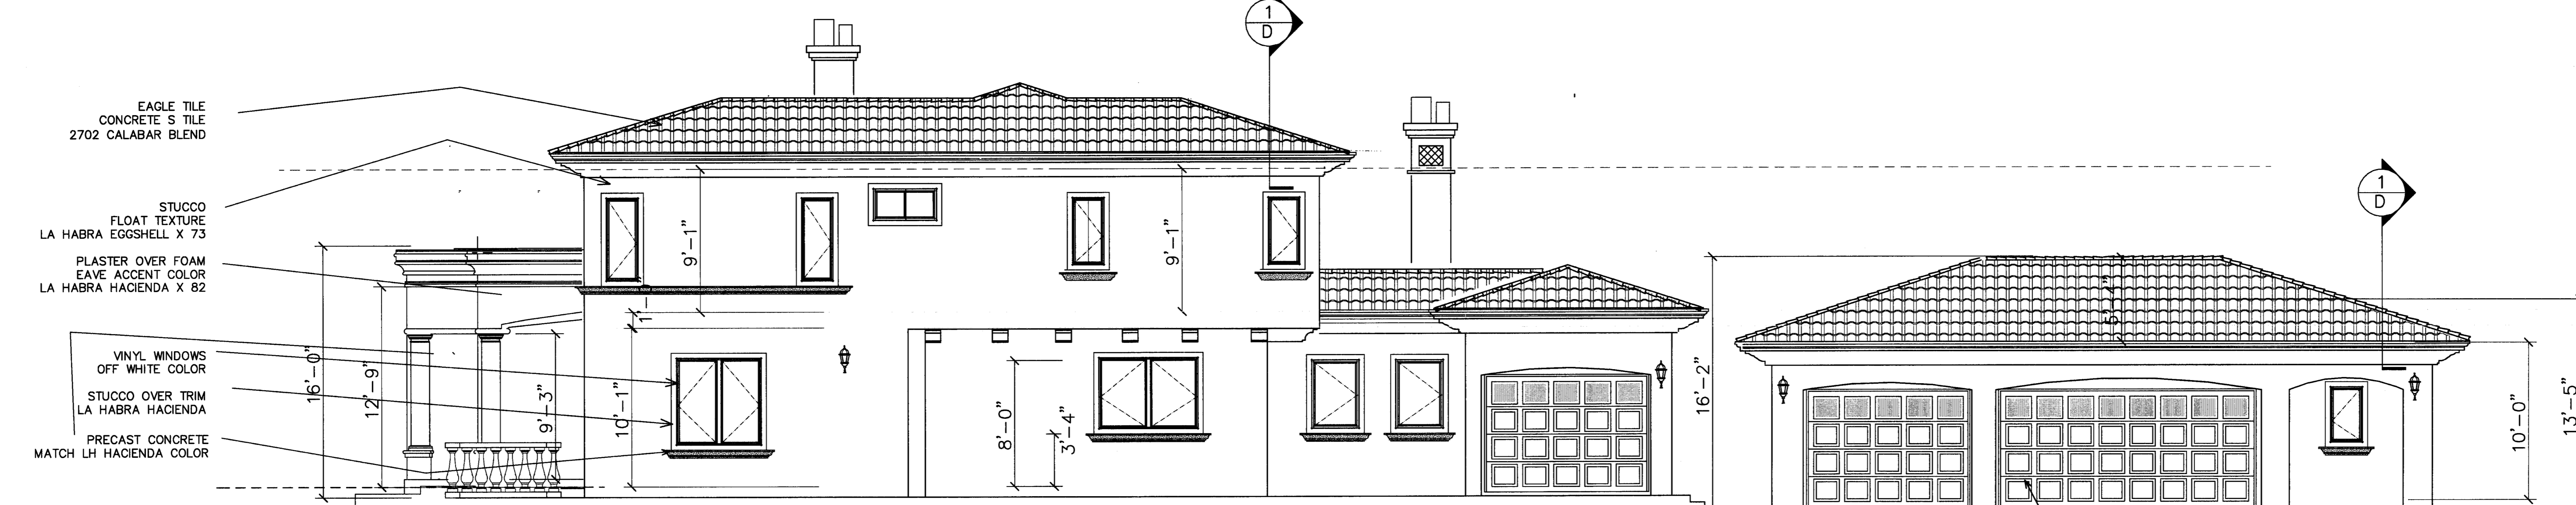 1
D
EAGLE TILE
CONCRETE S TILE
2702 CALABAR BLEND
STUCCO
FLOAT TEXTURE
LA HABRA EGGSHELL X 73
PLASTER OVER FOAM
EAVE ACCENT COLOR
LA HABRA HACIENDA X 82
VINYL WINDOWS
OFF WHITE COLOR
STUCCO OVER TRIM
LA HABRA HACIENDA
PRECAST CONCRETE
MATCH LH HACIENDA COLOR
16'-0"
12'-9"
9'-3"
10'-1"
1'
9'-1"
9'-1"
8'-0"
3'-4"
16'-2"
5'-4"
1
D
10'-0"
13'-5"